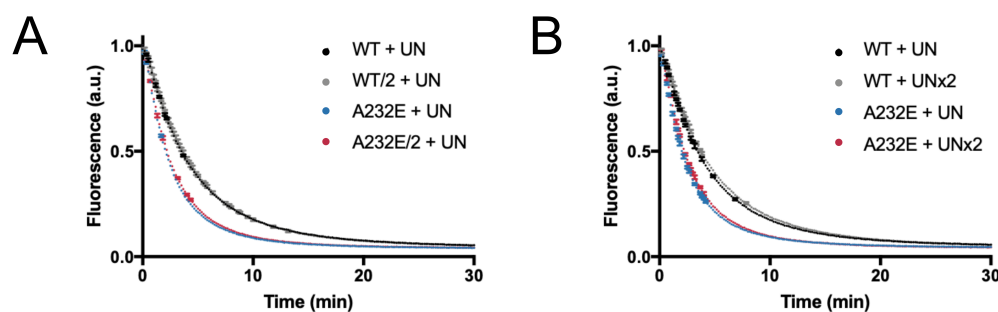 A
Fluorescence (a.u.)
1.0
0.5
0.0
0 10 20 30
Time (min)
WT + UN
WT/2 + UN
A232E + UN
A232E/2 + UN
B
Fluorescence (a.u.)
1.0
0.5
0.0
0 10 20 30
Time (min)
WT + UN
WT + UNx2
A232E + UN
A232E + UNx2